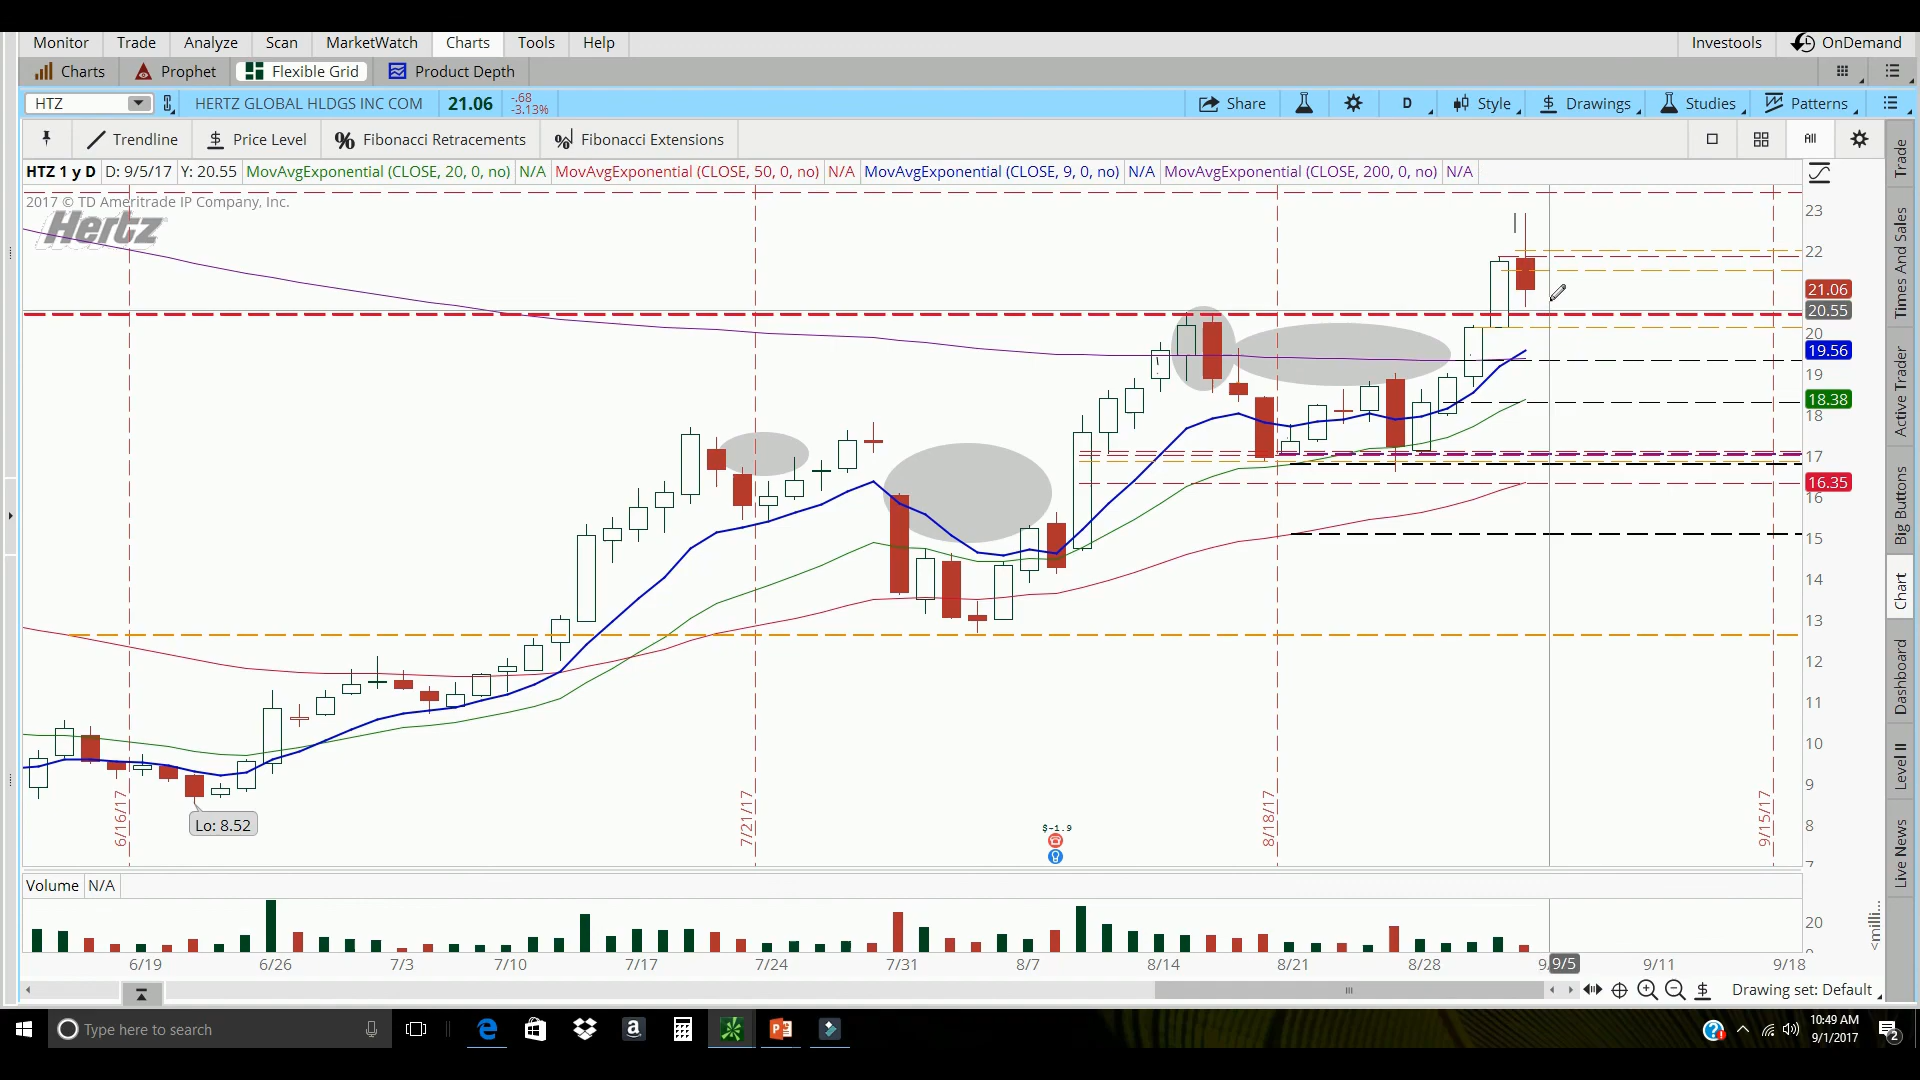 Monitor Trade Analyze Scan MarketWatch Charts Tools Help Investools OnDemand
Charts Prophet Flexible Grid Product Depth
HTZ HERTZ GLOBAL HLDGS INC COM 21.06 -.68 -3.13% Share D Style Drawings Studies Patterns
Trendline $ Price Level % Fibonacci Retracements % Fibonacci Extensions All
HTZ 1 y D D: 9/5/17 Y: 20.55 MovAvgExponential (CLOSE, 20, 0, no) N/A MovAvgExponential (CLOSE, 50, 0, no) N/A MovAvgExponential (CLOSE, 9, 0, no) N/A MovAvgExponential (CLOSE, 200, 0, no) N/A
2017 © TD Ameritrade IP Company, Inc.
Hertz
23
22
21.06
20.55
20
19.56
19
18.38
18
17
16.35
16
15
14
13
12
11
10
9
8
7
Lo: 8.52
6/16/17
7/21/17
8/18/17
9/15/17
$-1.9
Volume N/A
20
0
<milli...
6/19 6/26 7/3 7/10 7/17 7/24 7/31 8/7 8/14 8/21 8/28 9/5 9/11 9/18
Drawing set: Default
Trade
Times And Sales
Active Trader
Big Buttons
Chart
Dashboard
Level II
Live News
Type here to search
10:49 AM
9/1/2017
2